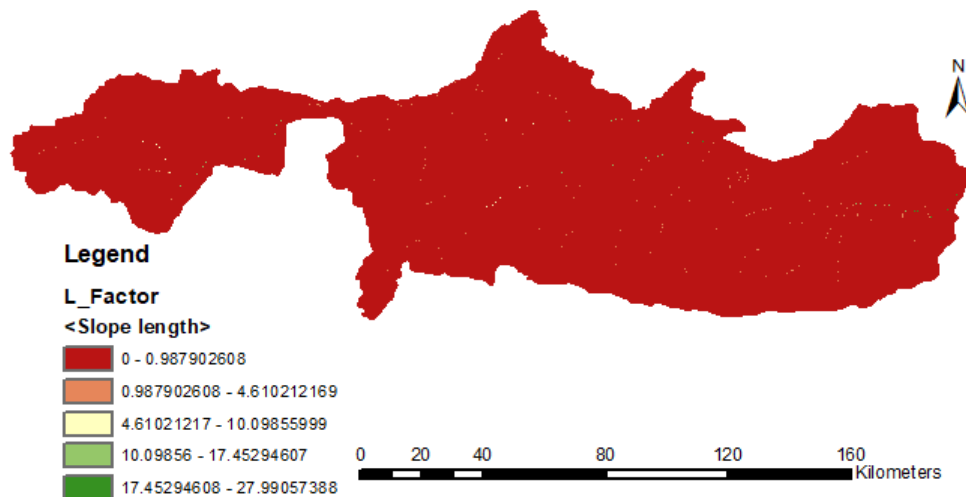 N
Legend
L_Factor
<Slope length>
0 - 0.987902608
0.987902608 - 4.610212169
4.61021217 - 10.09855999
10.09856 - 17.45294607
17.45294608 - 27.99057388
0 20 40 80 120 160
Kilometers